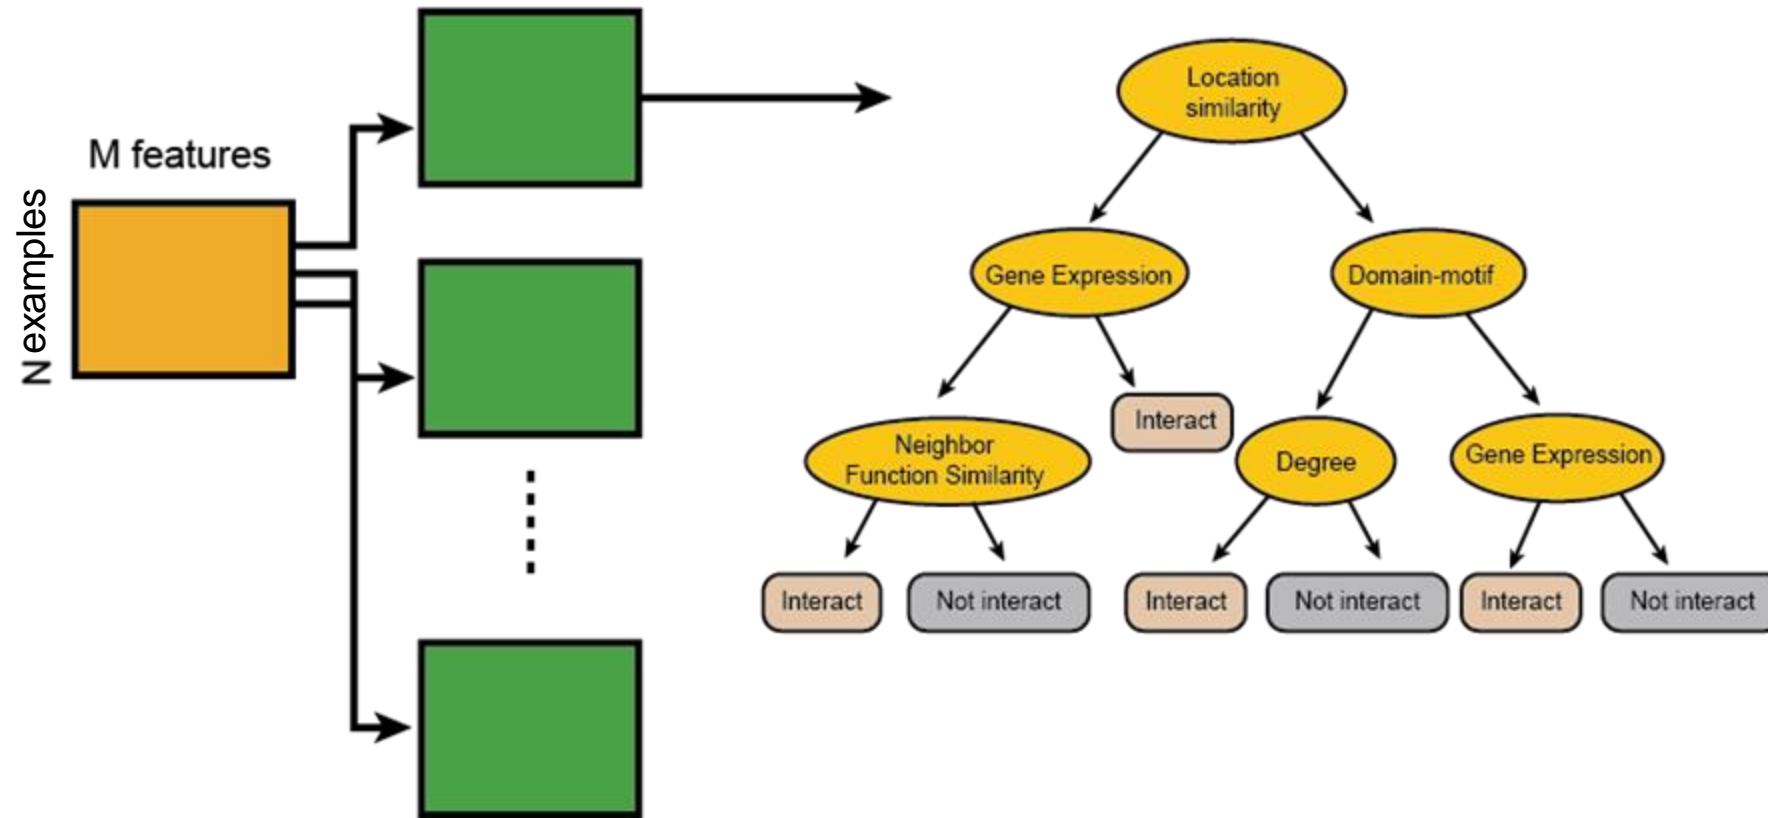 M features
N examples
Location
similarity
Gene Expression
Domain-motif
Interact
Neighbor
Function Similarity
Degree
Gene Expression
Interact
Not interact
Interact
Not interact
Interact
Not interact